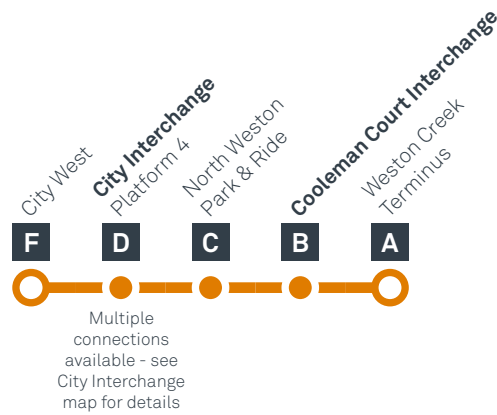 City West
City Interchange
Platform 4
North Weston
Park & Ride
Cooleman Court Interchange
Weston Creek
Terminus
F
D
C
B
A
Multiple
connections
available - see
City Interchange
map for details